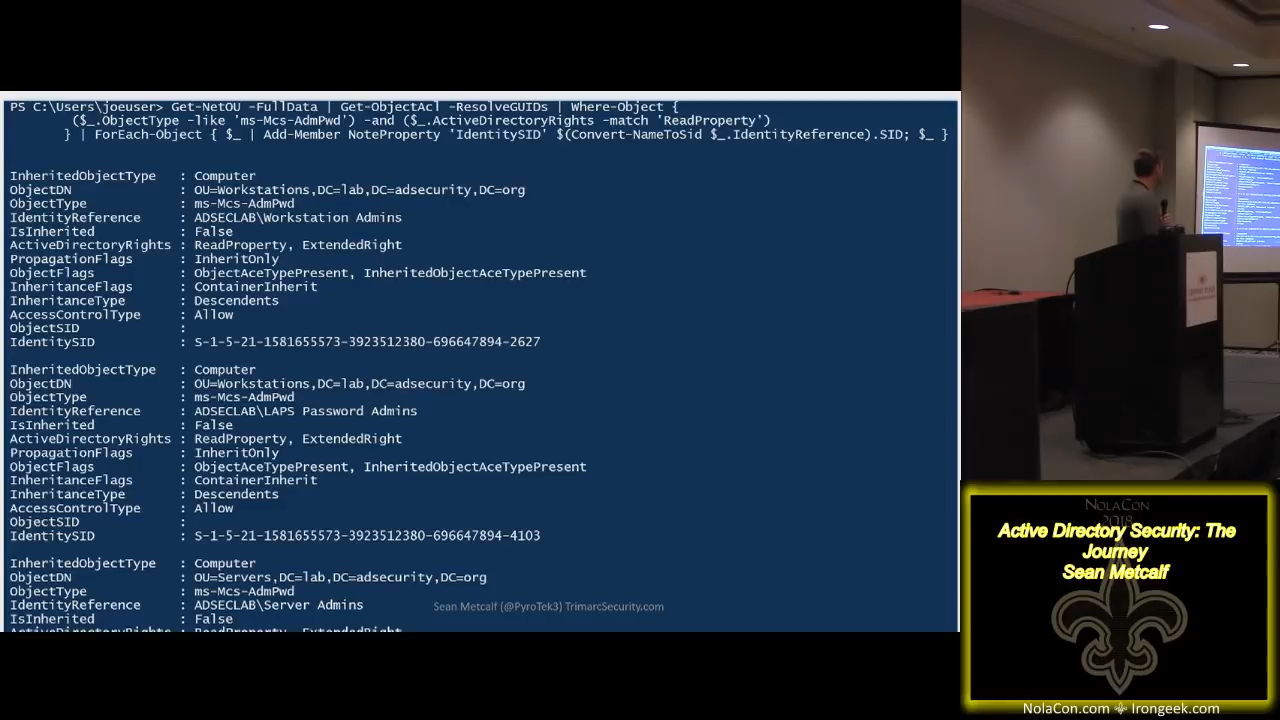 PS C:\Users\joeuser> Get-NetOU -FullData | Get-ObjectAcl -ResolveGUIDs | Where-Object {
($_.ObjectType -like 'ms-Mcs-AdmPwd') -and ($_.ActiveDirectoryRights -match 'ReadProperty')
} | ForEach-Object { $_ | Add-Member NoteProperty 'IdentitySID' $(Convert-NameToSid $_.IdentityReference).SID; $_ }
InheritedObjectType : Computer
ObjectDN : OU=Workstations,DC=lab,DC=adsecurity,DC=org
ObjectType : ms-Mcs-AdmPwd
IdentityReference : ADSECLAB\Workstation Admins
IsInherited : False
ActiveDirectoryRights : ReadProperty, ExtendedRight
PropagationFlags : InheritOnly
ObjectFlags : ObjectAceTypePresent, InheritedObjectAceTypePresent
InheritanceFlags : ContainerInherit
InheritanceType : Descendents
AccessControlType : Allow
ObjectSID :
IdentitySID : S-1-5-21-1581655573-3923512380-696647894-2627
InheritedObjectType : Computer
ObjectDN : OU=Workstations,DC=lab,DC=adsecurity,DC=org
ObjectType : ms-Mcs-AdmPwd
IdentityReference : ADSECLAB\LAPS Password Admins
IsInherited : False
ActiveDirectoryRights : ReadProperty, ExtendedRight
PropagationFlags : InheritOnly
ObjectFlags : ObjectAceTypePresent, InheritedObjectAceTypePresent
InheritanceFlags : ContainerInherit
InheritanceType : Descendents
AccessControlType : Allow
ObjectSID :
IdentitySID : S-1-5-21-1581655573-3923512380-696647894-4103
InheritedObjectType : Computer
ObjectDN : OU=Servers,DC=lab,DC=adsecurity,DC=org
ObjectType : ms-Mcs-AdmPwd
IdentityReference : ADSECLAB\Server Admins
IsInherited : False
ActiveDirectoryRights : ReadProperty, ExtendedRight
Sean Metcalf (@PyroTek3) TrimarcSecurity.com
NolaCon
2018
Active Directory Security: The
Journey
Sean Metcalf
NolaCon.com ⚜ Irongeek.com